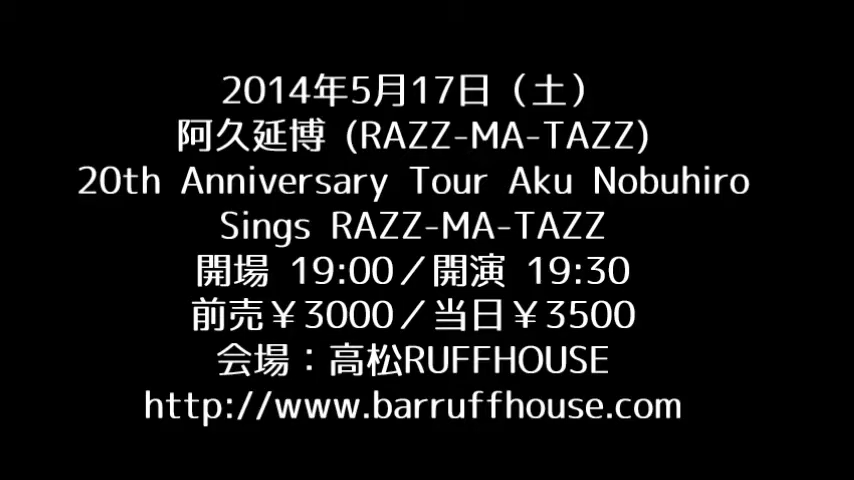 2014年5月17日（土）
阿久延博 (RAZZ-MA-TAZZ)
20th Anniversary Tour Aku Nobuhiro
Sings RAZZ-MA-TAZZ
開場 19:00／開演 19:30
前売￥3000／当日￥3500
会場：高松RUFFHOUSE
http://www.barruffhouse.com